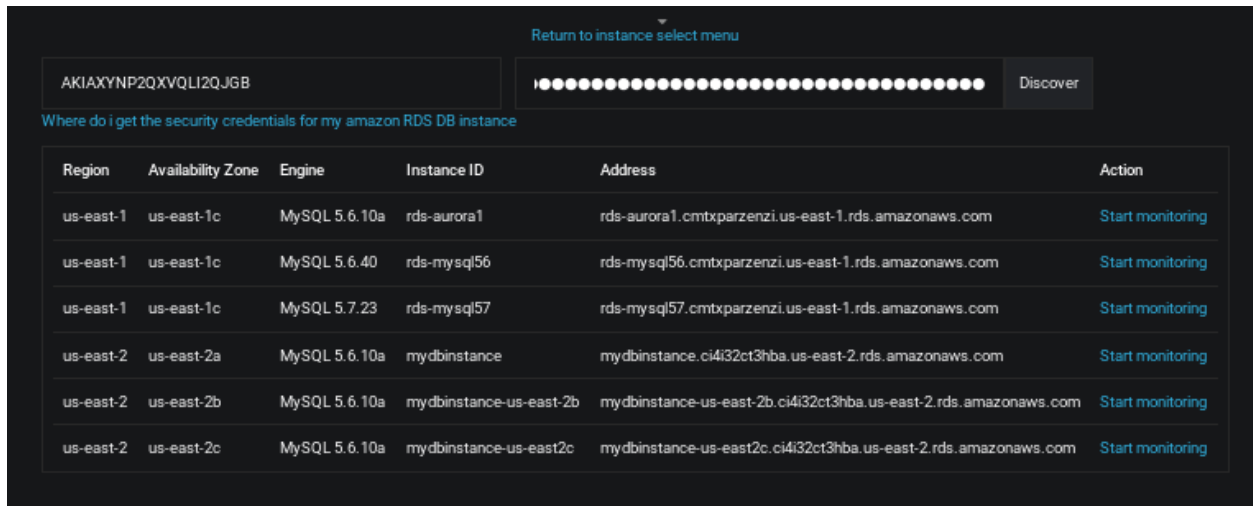 Return to instance select menu
AKIAXYNP2QXVQLI2QJGB Discover
Where do i get the security credentials for my amazon RDS DB instance
Region Availability Zone Engine Instance ID Address Action
us-east-1 us-east-1c MySQL 5.6.10a rds-aurora1 rds-aurora1.cmtxparzenzi.us-east-1.rds.amazonaws.com Start monitoring
us-east-1 us-east-1c MySQL 5.6.40 rds-mysql56 rds-mysql56.cmtxparzenzi.us-east-1.rds.amazonaws.com Start monitoring
us-east-1 us-east-1c MySQL 5.7.23 rds-mysql57 rds-mysql57.cmtxparzenzi.us-east-1.rds.amazonaws.com Start monitoring
us-east-2 us-east-2a MySQL 5.6.10a mydbinstance mydbinstance.ci4i32ct3hba.us-east-2.rds.amazonaws.com Start monitoring
us-east-2 us-east-2b MySQL 5.6.10a mydbinstance-us-east-2b mydbinstance-us-east-2b.ci4i32ct3hba.us-east-2.rds.amazonaws.com Start monitoring
us-east-2 us-east-2c MySQL 5.6.10a mydbinstance-us-east2c mydbinstance-us-east2c.ci4i32ct3hba.us-east-2.rds.amazonaws.com Start monitoring